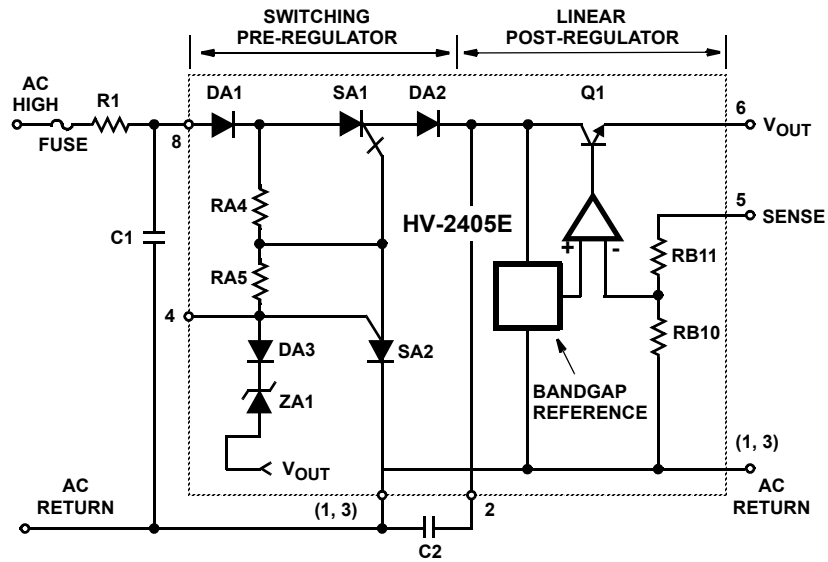 SWITCHING
PRE-REGULATOR
LINEAR
POST-REGULATOR
AC
HIGH
FUSE
R1
8
DA1
SA1
DA2
Q1
6
VOUT
5
SENSE
C1
RA4
HV-2405E
+
-
RB11
RA5
4
DA3
SA2
RB10
ZA1
BANDGAP
REFERENCE
VOUT
(1, 3)
AC
RETURN
AC
RETURN
(1, 3)
2
C2